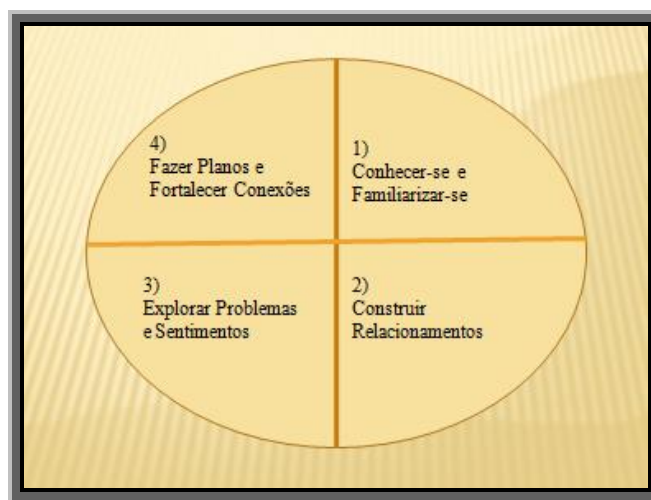 4)
Fazer Planos e
Fortalecer Conexões
1)
Conhecer-se e
Familiarizar-se
3)
Explorar Problemas
e Sentimentos
2)
Construir
Relacionamentos